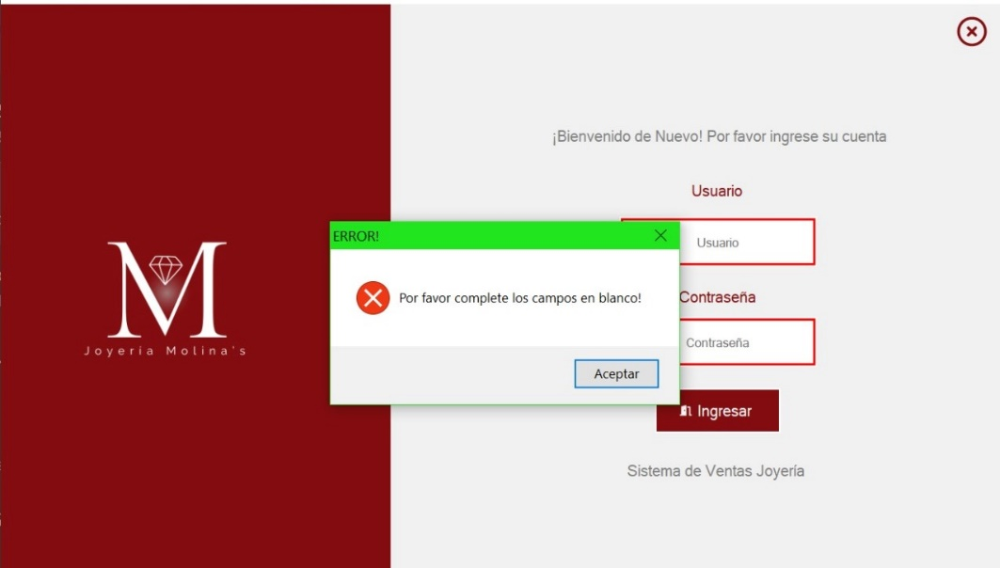 ¡Bienvenido de Nuevo! Por favor ingrese su cuenta
Usuario
Usuario
ERROR!
Por favor complete los campos en blanco!
Aceptar
Contraseña
Contraseña
Ingresar
Sistema de Ventas Joyería
M
Joyería Molina's